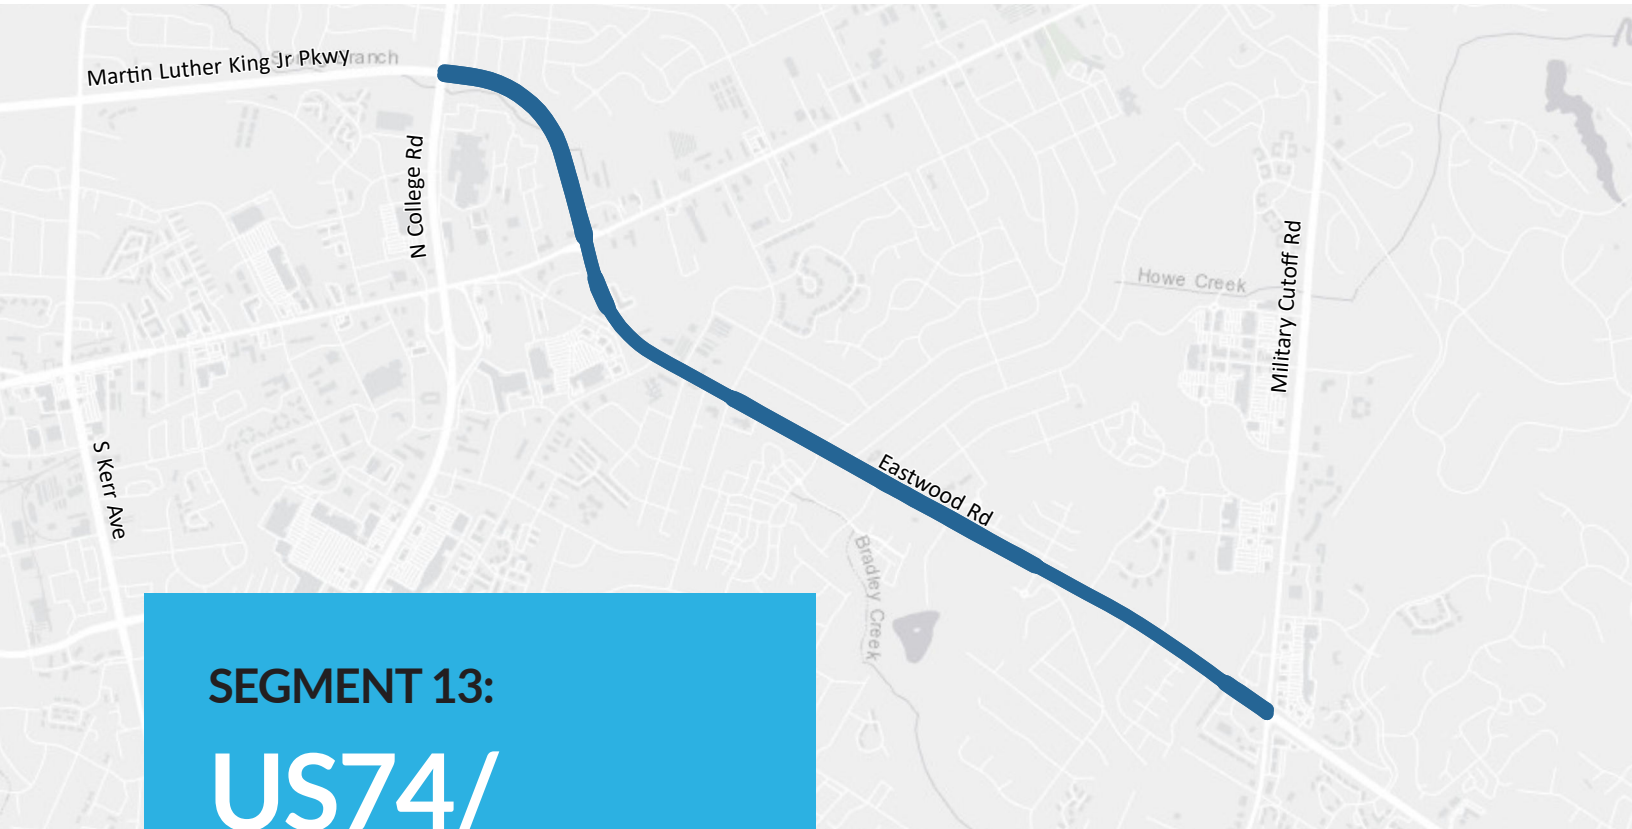 Martin Luther King Jr Pkwy
N College Rd
Howe Creek
Military Cutoff Rd
S Kerr Ave
Eastwood Rd
Bradley Creek
SEGMENT 13:
US74/